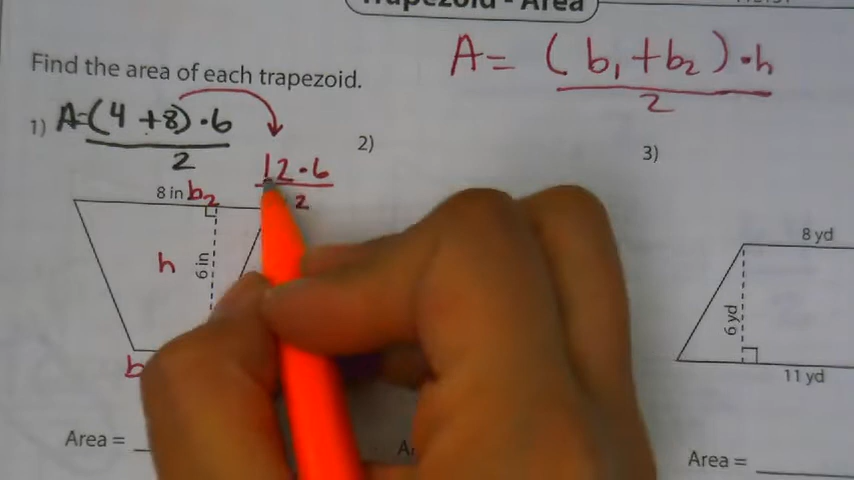 Trapezoid - Area
A = (b₁ + b₂) • h
2
Find the area of each trapezoid.
1) A=(4 + 8) • 6
2
12 • 6
2
2)
3)
8 in b₂
h
6 in
b
8 yd
6 yd
11 yd
Area =
Area =